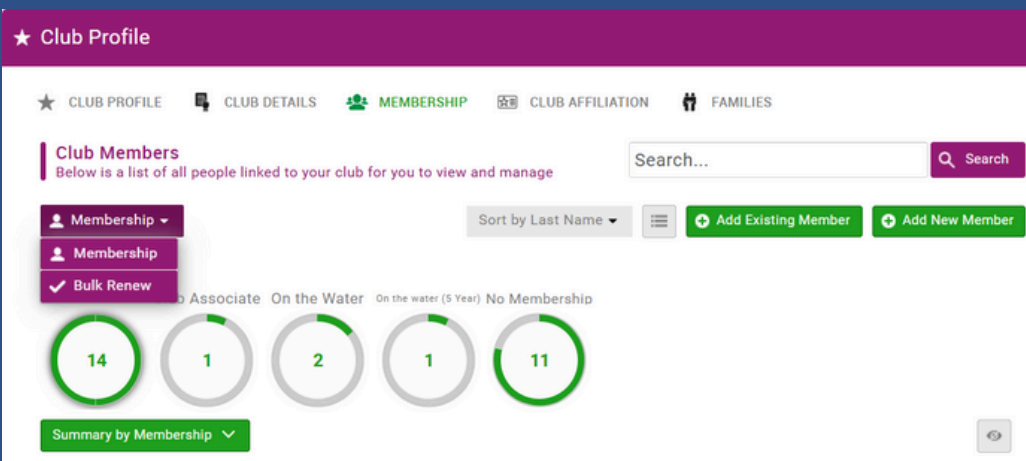 Club Profile
CLUB PROFILE CLUB DETAILS MEMBERSHIP CLUB AFFILIATION FAMILIES
Club Members
Below is a list of all people linked to your club for you to view and manage
Search... Search
Membership Sort by Last Name Add Existing Member Add New Member
Membership
Bulk Renew
Associate On the Water On the water (5 Year) No Membership
14 1 2 1 11
Summary by Membership